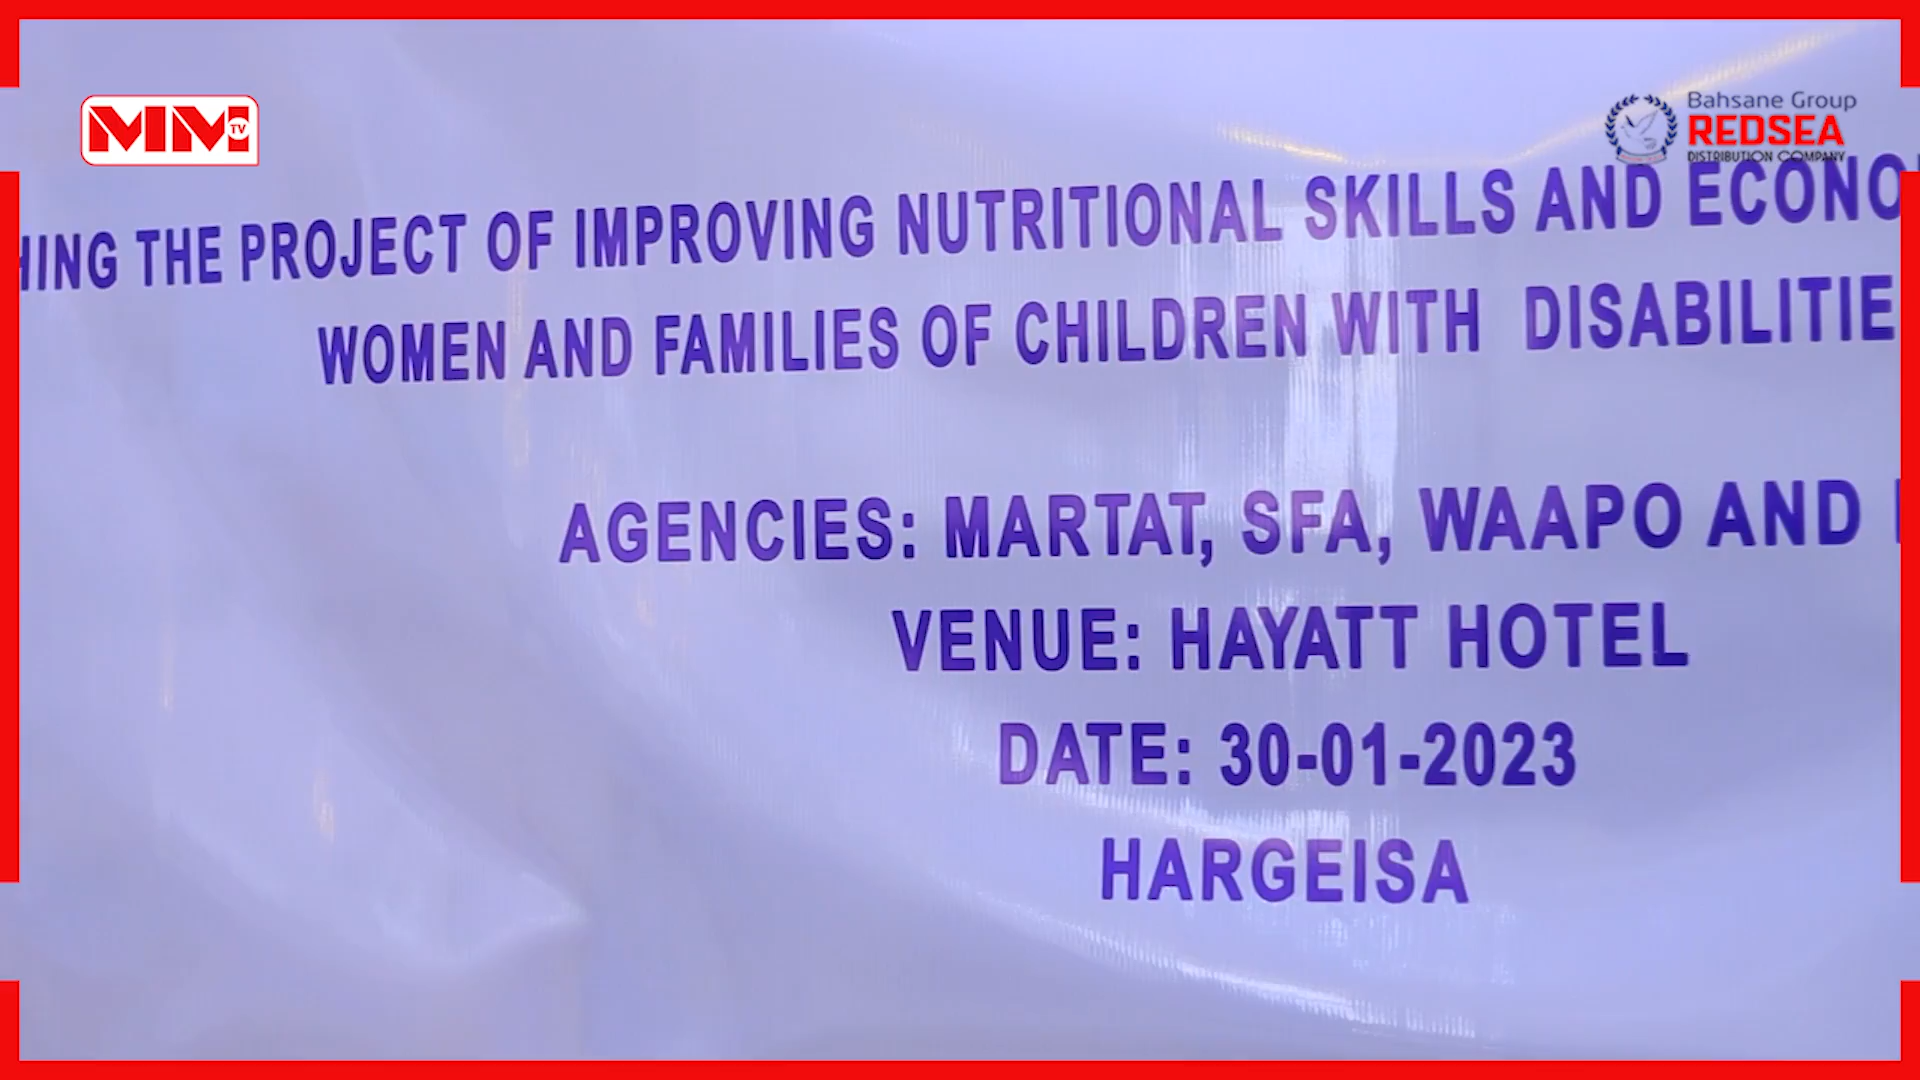 MM TV
Bahsane Group
REDSEA
DISTRIBUTION COMPANY
HING THE PROJECT OF IMPROVING NUTRITIONAL SKILLS AND ECONO
WOMEN AND FAMILIES OF CHILDREN WITH DISABILITIE
AGENCIES: MARTAT, SFA, WAAPO AND
VENUE: HAYATT HOTEL
DATE: 30-01-2023
HARGEISA